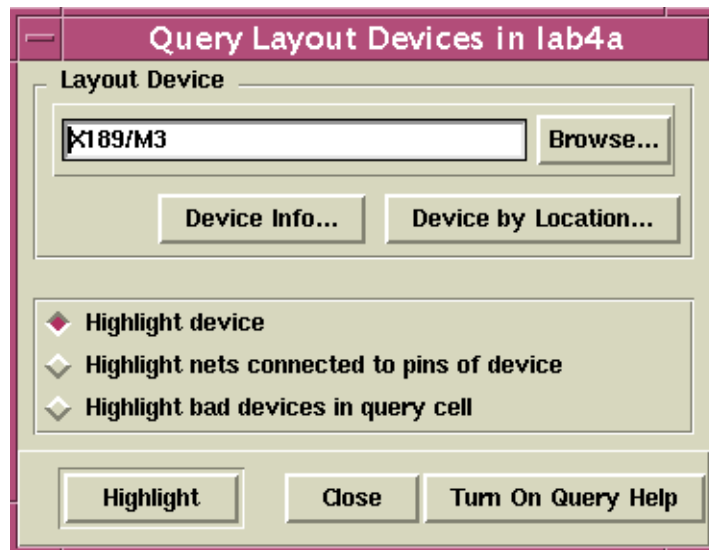 Query Layout Devices in lab4a
Layout Device
X189/M3
Browse...
Device Info...
Device by Location...
Highlight device
Highlight nets connected to pins of device
Highlight bad devices in query cell
Highlight
Close
Turn On Query Help